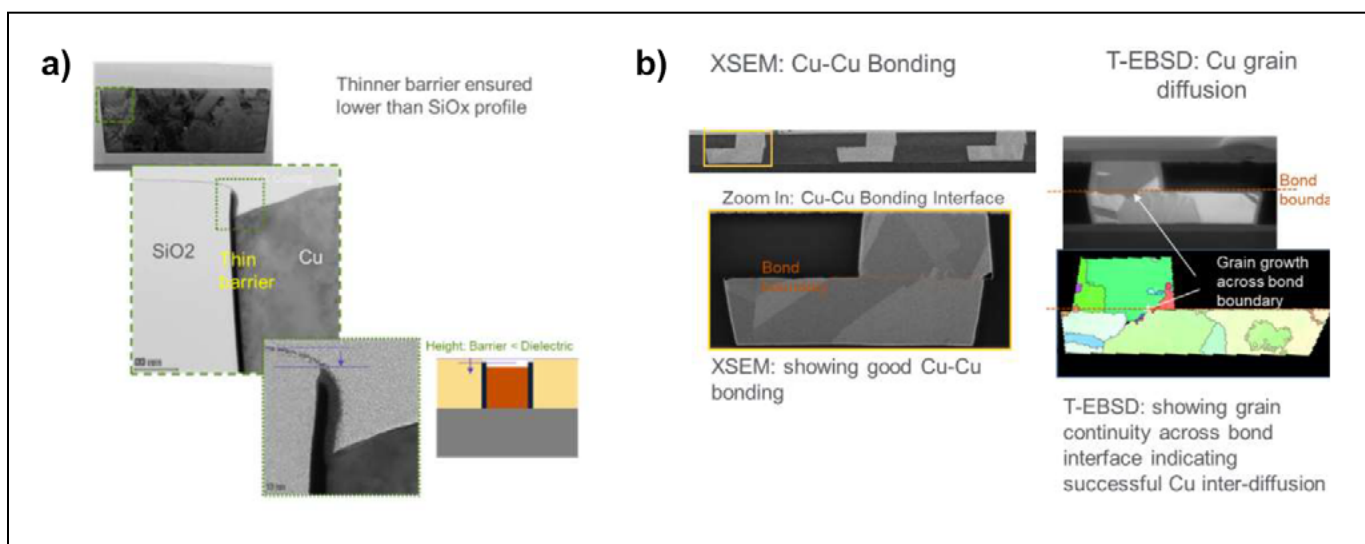 a)
Thinner barrier ensured
lower than SiOx profile
SiO2
Thin
barrier
Cu
Height: Barrier < Dielectric
b)
XSEM: Cu-Cu Bonding
Zoom In: Cu-Cu Bonding Interface
Bond
XSEM: showing good Cu-Cu
bonding
T-EBSD: Cu grain
diffusion
Bond
bounda
Grain growth
across bond
boundary
T-EBSD: showing grain
continuity across bond
interface indicating
successful Cu inter-diffusion